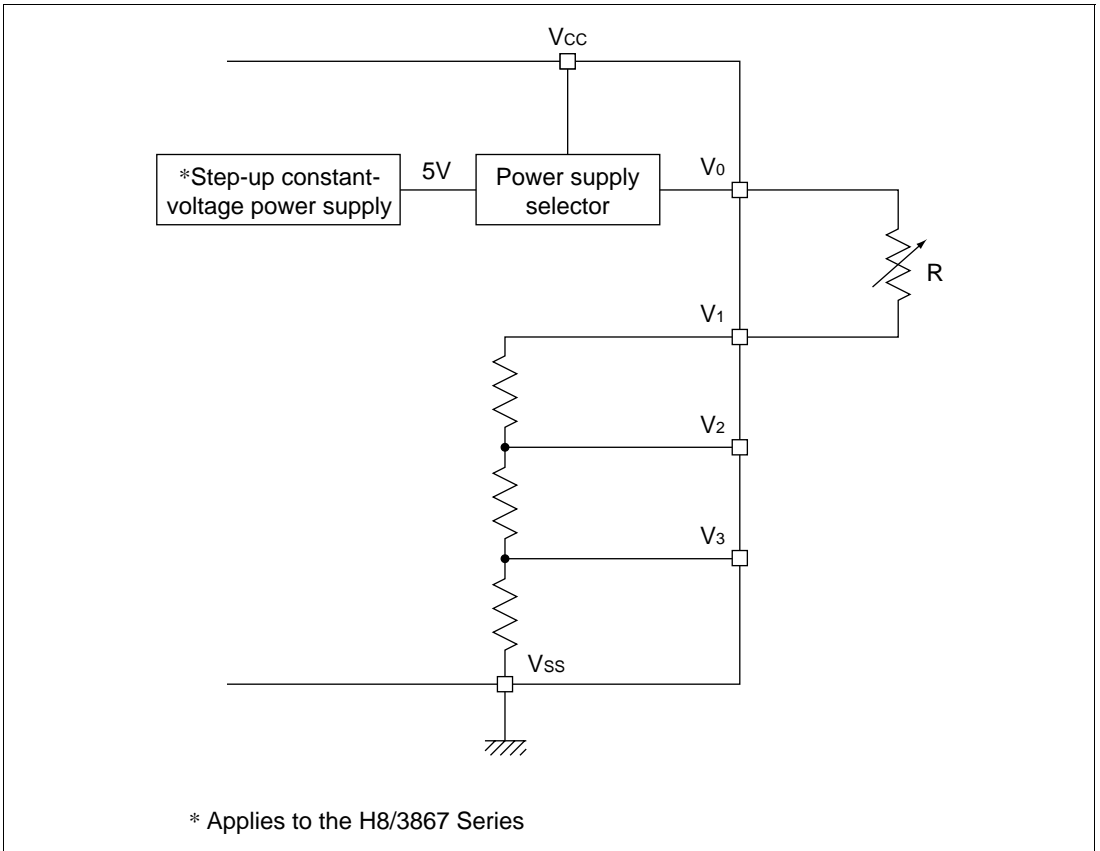 VCC
*Step-up constant-
voltage power supply
5V
Power supply
selector
V0
R
V1
V2
V3
VSS
* Applies to the H8/3867 Series